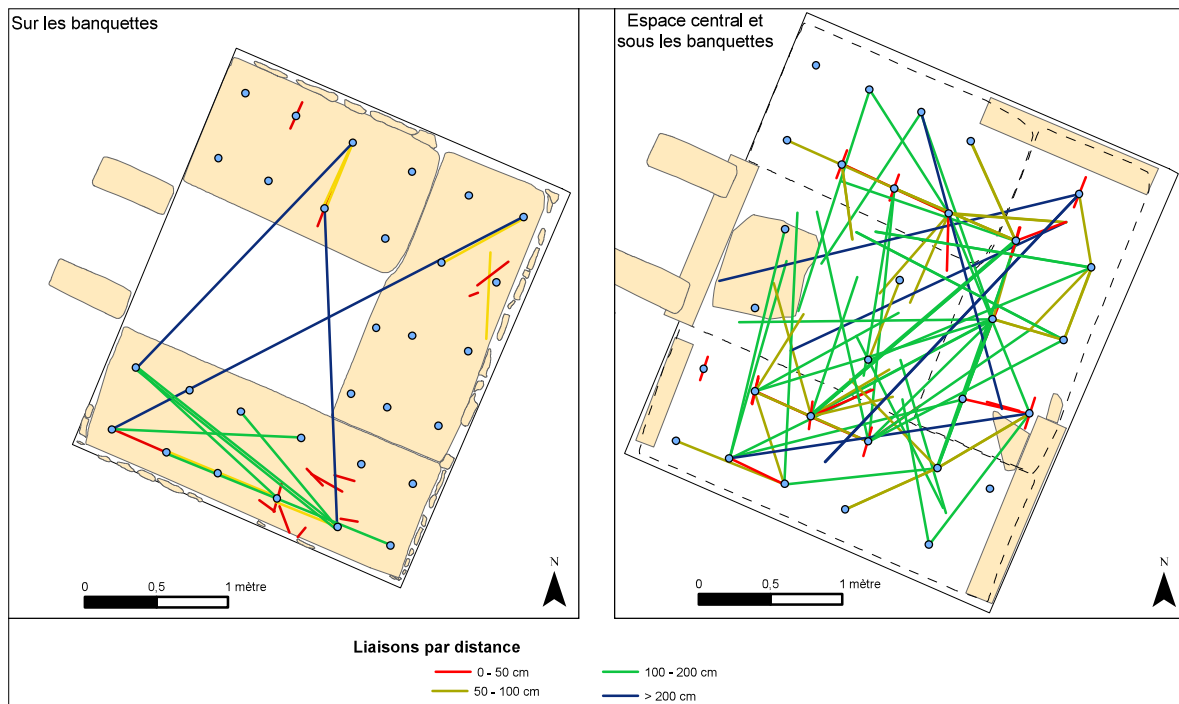 Sur les banquettes
Espace central et
sous les banquettes
N
0 0,5 1 mètre
N
0 0,5 1 mètre
Liaisons par distance
0 - 50 cm
50 - 100 cm
100 - 200 cm
> 200 cm